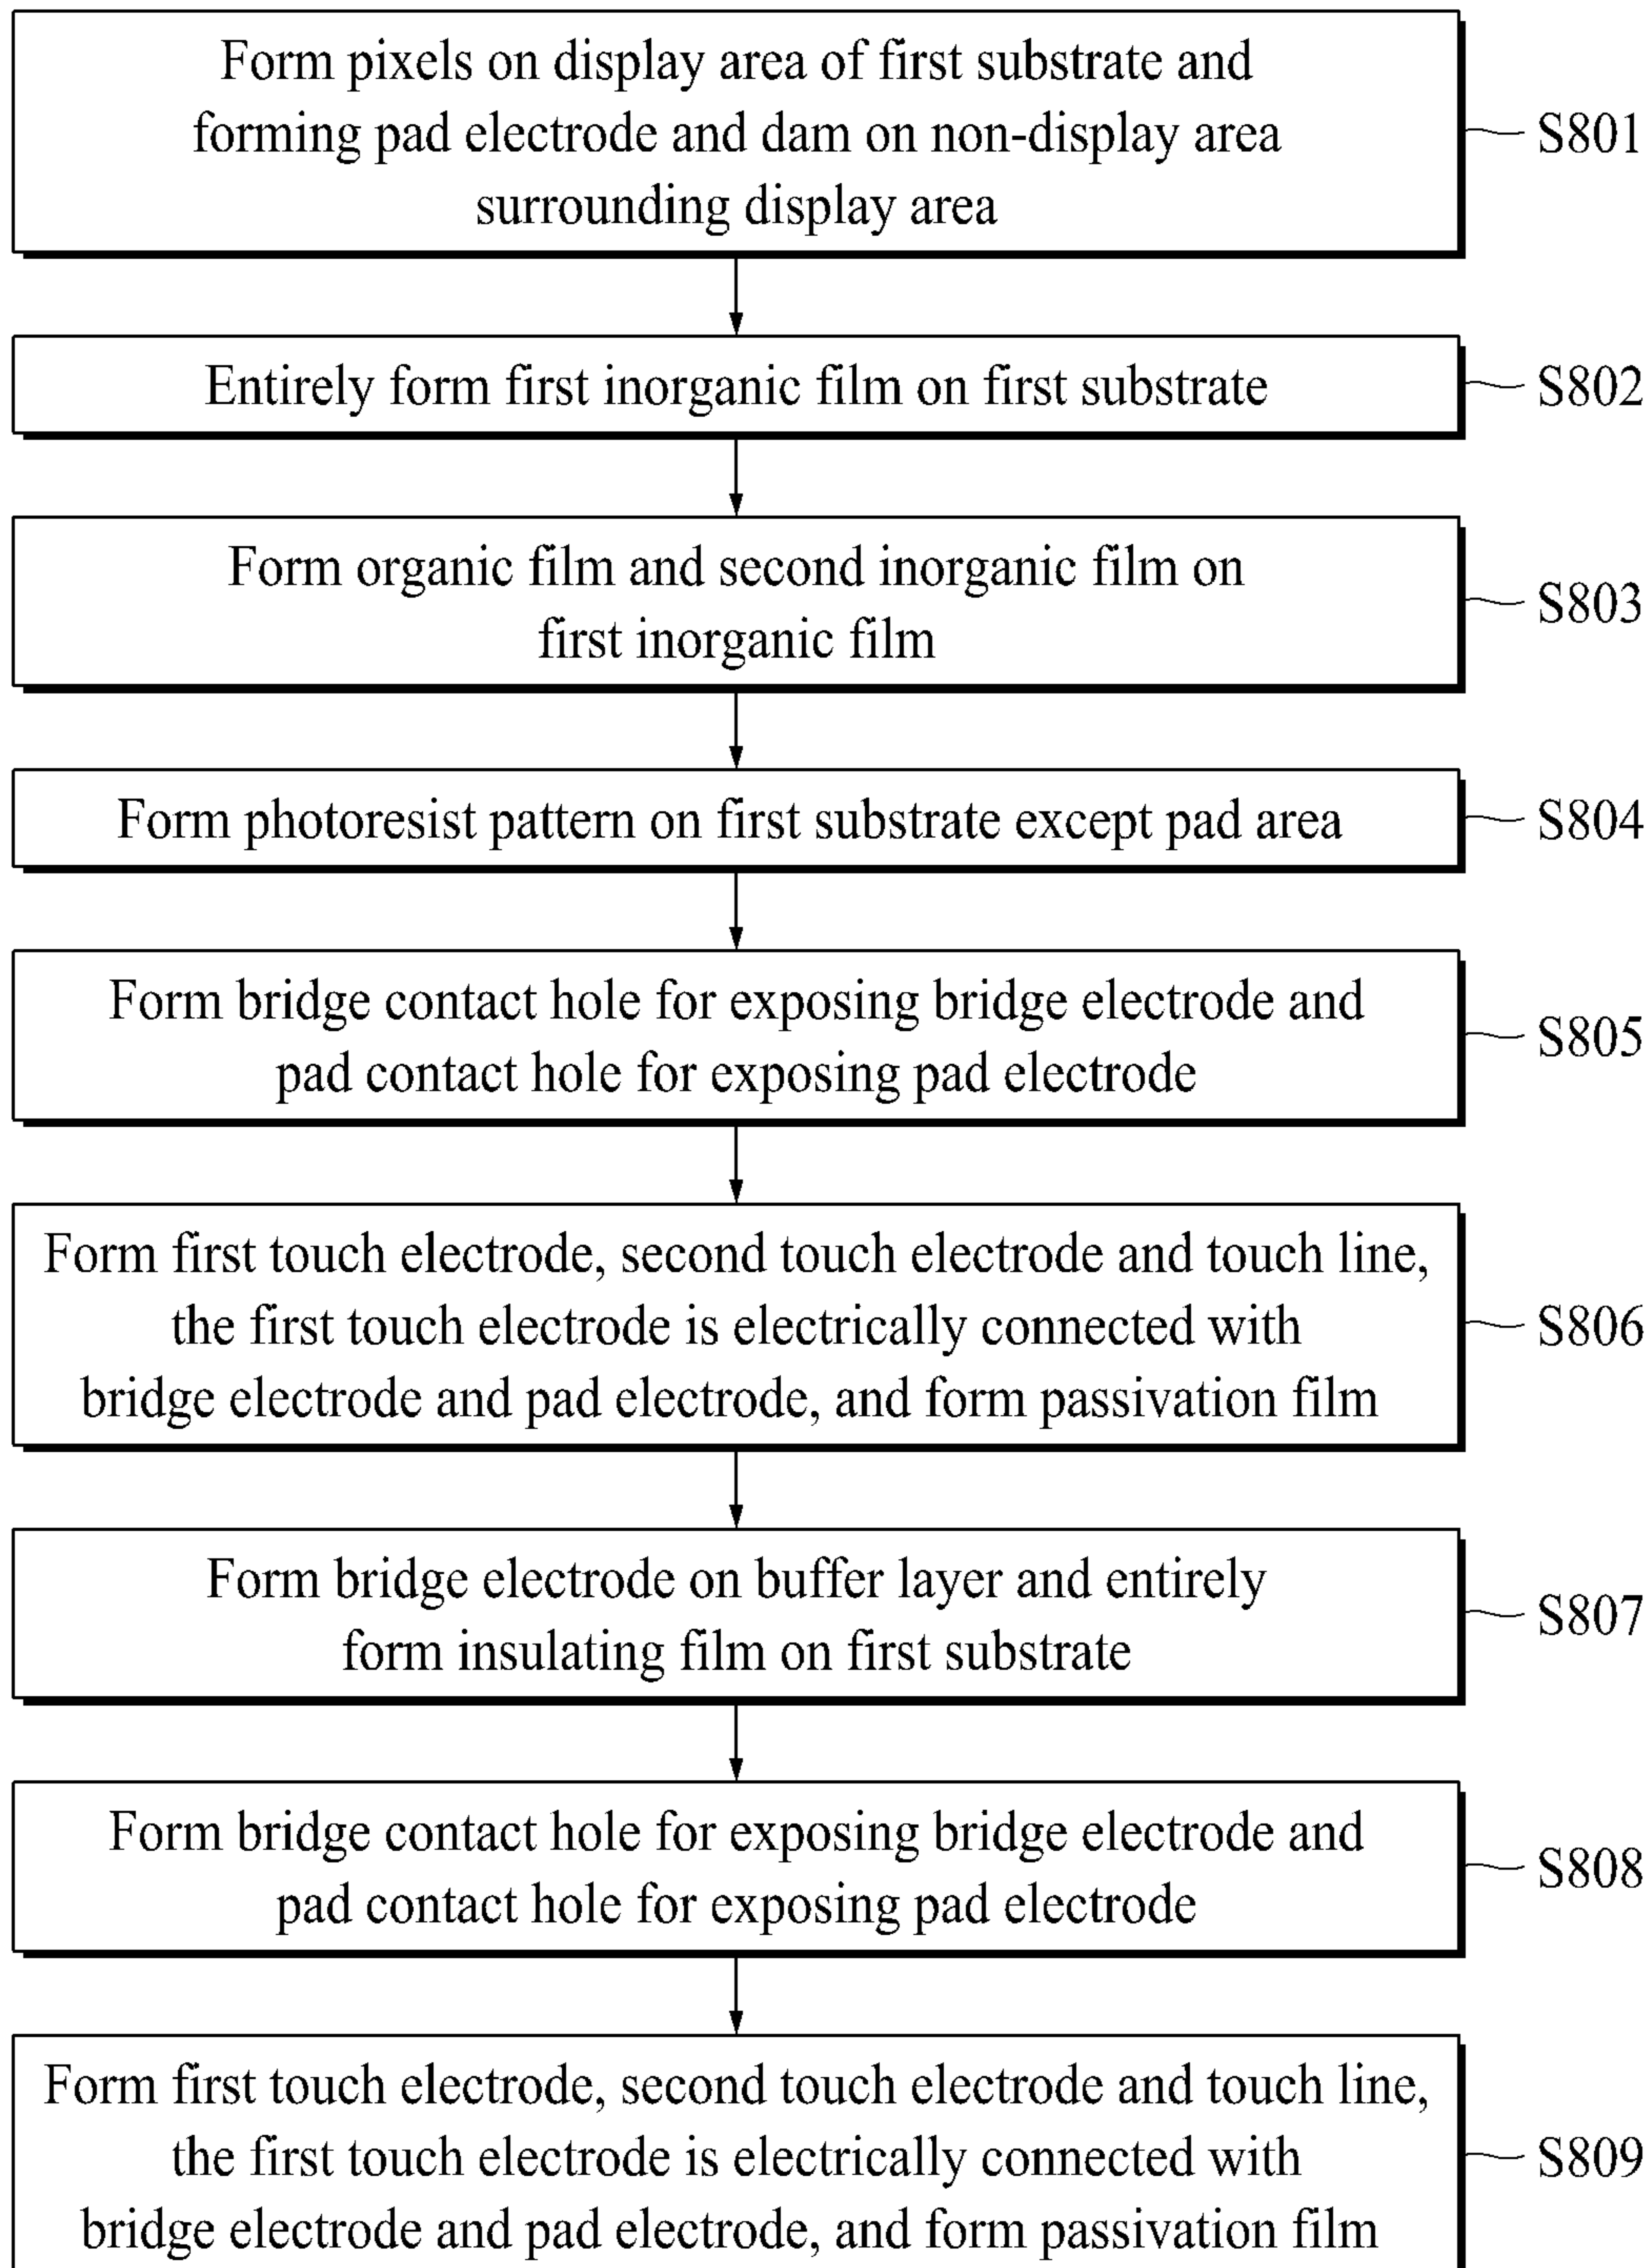 Form pixels on display area of first substrate and
forming pad electrode and dam on non-display area
surrounding display area
S801
Entirely form first inorganic film on first substrate
S802
Form organic film and second inorganic film on
first inorganic film
S803
Form photoresist pattern on first substrate except pad area
S804
Form bridge contact hole for exposing bridge electrode and
pad contact hole for exposing pad electrode
S805
Form first touch electrode, second touch electrode and touch line,
the first touch electrode is electrically connected with
bridge electrode and pad electrode, and form passivation film
S806
Form bridge electrode on buffer layer and entirely
form insulating film on first substrate
S807
Form bridge contact hole for exposing bridge electrode and
pad contact hole for exposing pad electrode
S808
Form first touch electrode, second touch electrode and touch line,
the first touch electrode is electrically connected with
bridge electrode and pad electrode, and form passivation film
S809